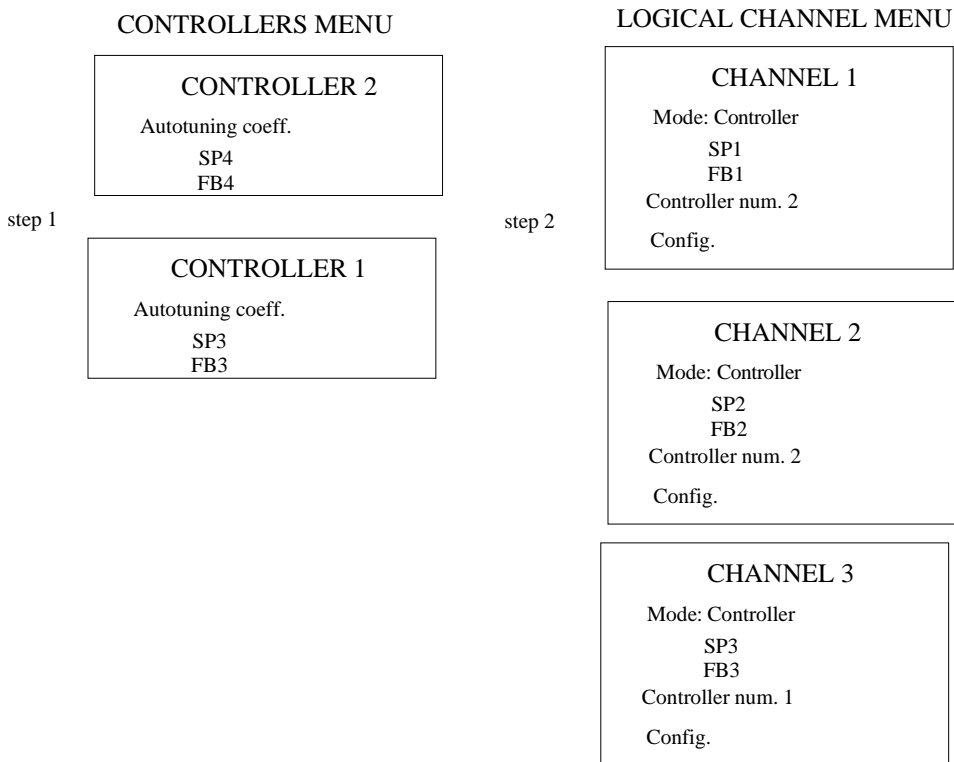 CONTROLLERS MENU
CONTROLLER 2
Autotuning coeff.
SP4
FB4
step 1
CONTROLLER 1
Autotuning coeff.
SP3
FB3
LOGICAL CHANNEL MENU
CHANNEL 1
Mode: Controller
SP1
FB1
Controller num. 2
Config.
step 2
CHANNEL 2
Mode: Controller
SP2
FB2
Controller num. 2
Config.
CHANNEL 3
Mode: Controller
SP3
FB3
Controller num. 1
Config.